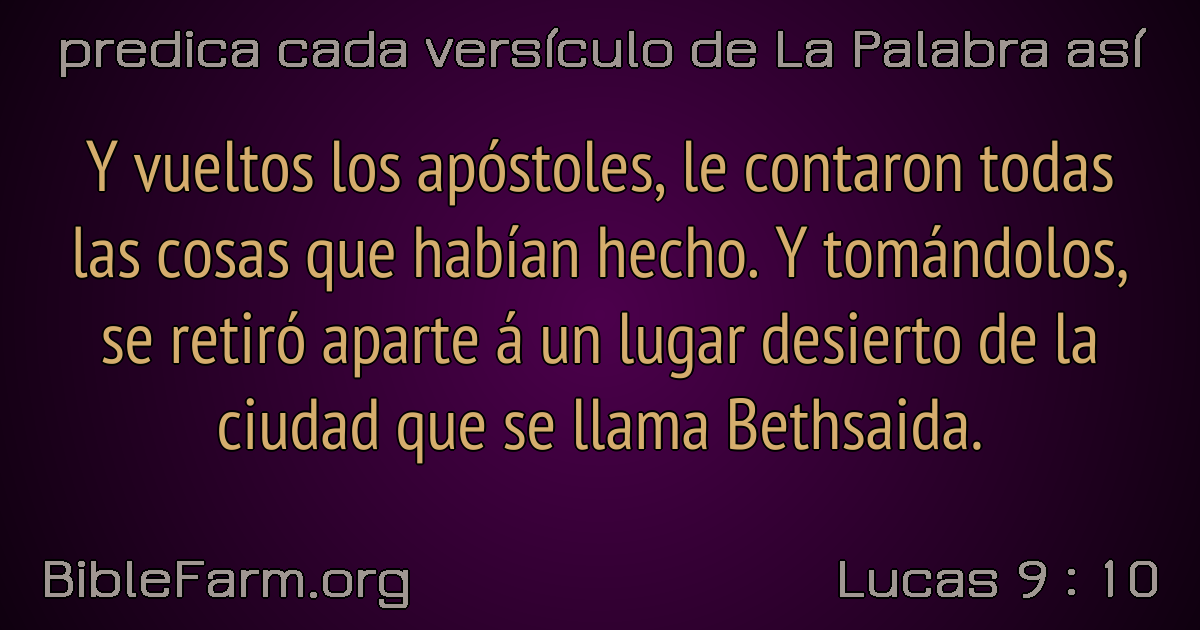 predica cada versículo de La Palabra así
Y vueltos los apóstoles, le contaron todas
las cosas que habían hecho. Y tomándolos,
se retiró aparte á un lugar desierto de la
ciudad que se llama Bethsaida.
BibleFarm.org
Lucas 9 : 10